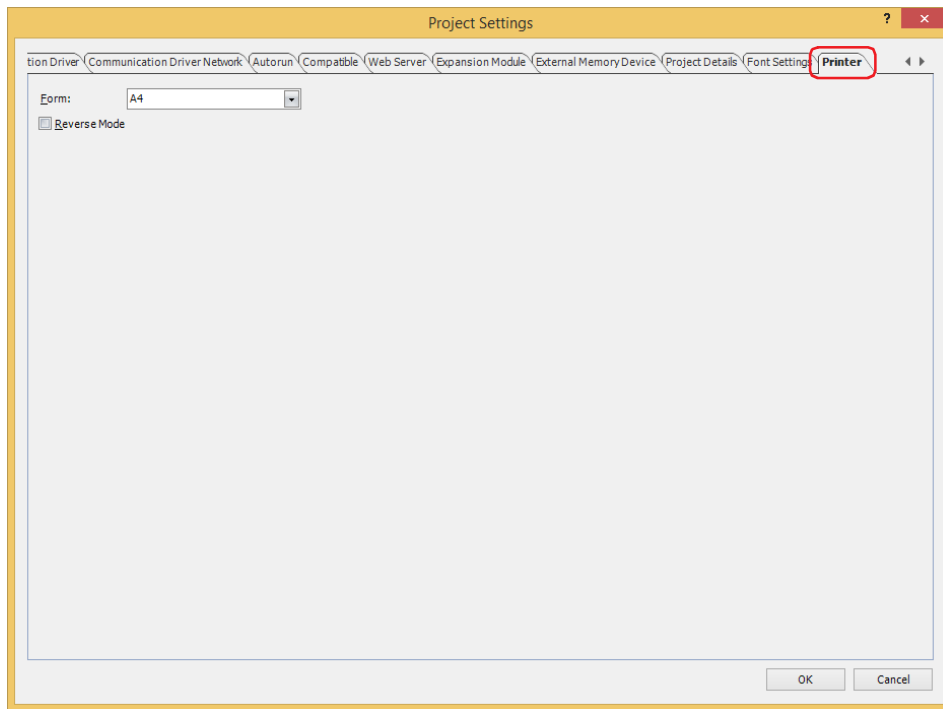 Project Settings
?
tion Driver Communication Driver Network Autorun Compatible Web Server Expansion Module External Memory Device Project Details Font Settings Printer
Form: A4
Reverse Mode
OK Cancel